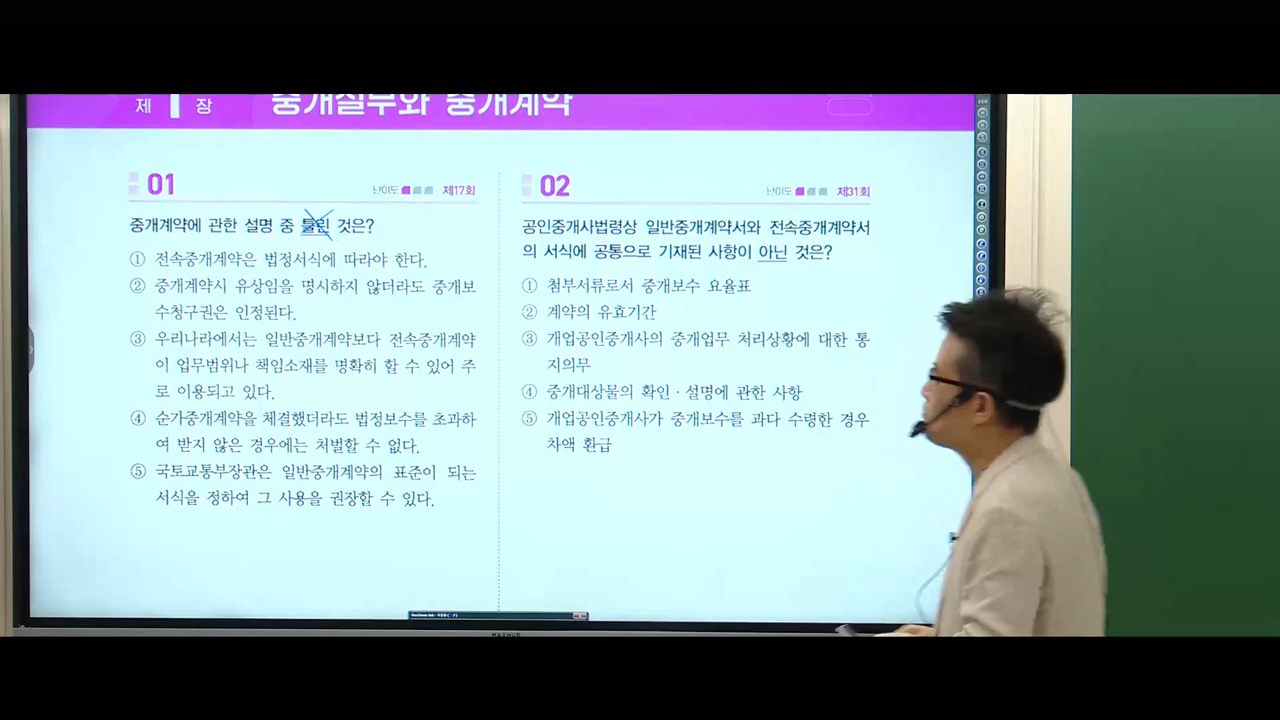 제 1 장 중개실무와 중개계약
01 난이도 제17회
중개계약에 관한 설명 중 틀린 것은?
① 전속중개계약은 법정서식에 따라야 한다.
② 중개계약시 유상임을 명시하지 않더라도 중개보
수청구권은 인정된다.
③ 우리나라에서는 일반중개계약보다 전속중개계약
이 업무범위나 책임소재를 명확히 할 수 있어 주
로 이용되고 있다.
④ 순가중개계약을 체결했더라도 법정보수를 초과하
여 받지 않은 경우에는 처벌할 수 없다.
⑤ 국토교통부장관은 일반중개계약의 표준이 되는
서식을 정하여 그 사용을 권장할 수 있다.
02 난이도 제31회
공인중개사법령상 일반중개계약서와 전속중개계약서
의 서식에 공통으로 기재된 사항이 아닌 것은?
① 첨부서류로서 중개보수 요율표
② 계약의 유효기간
③ 개업공인중개사의 중개업무 처리상황에 대한 통
지의무
④ 중개대상물의 확인·설명에 관한 사항
⑤ 개업공인중개사가 중개보수를 과다 수령한 경우
차액 환급
MAXHUB